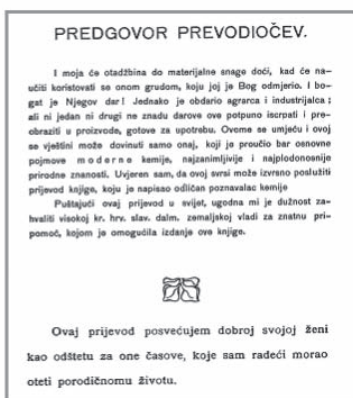 PREDGOVOR PREVODIOČEV.
I moja će otadžbina do materijalne snage doći, kad će na-
učiti koristovati se onom grudom, koju joj je Bog odmjerio. I bo-
gat je Njegov dar! Jednako je obdario agrarca i industrijalca;
ali ni jedan ni drugi ne znadu darove ove potpuno iscrpati i pre-
obraziti u proizvode, gotove za upotrebu. Ovome se umjeću i ovoj
se vještini može dovinuti samo onaj, koji je proučio bar osnovne
pojmove moderne kemije, najzanimljivije i najplodonosnije
prirodne znanosti. Uvjeren sam, da ovoj svrsi može izvrsno poslužiti
prijevod knjige, koju je napisao odličan poznavalac kemije
Puštajući ovaj prijevod u svijet, ugodna mi je dužnost za-
hvaliti visokoj kr. hrv. slav. dalm. zemaljskoj vladi za znatnu pri-
pomoć, kojom je omogućila izdanje ove knjige.
Ovaj prijevod posvećujem dobroj svojoj ženi
kao odštetu za one časove, koje sam radeći morao
oteti porodičnomu životu.